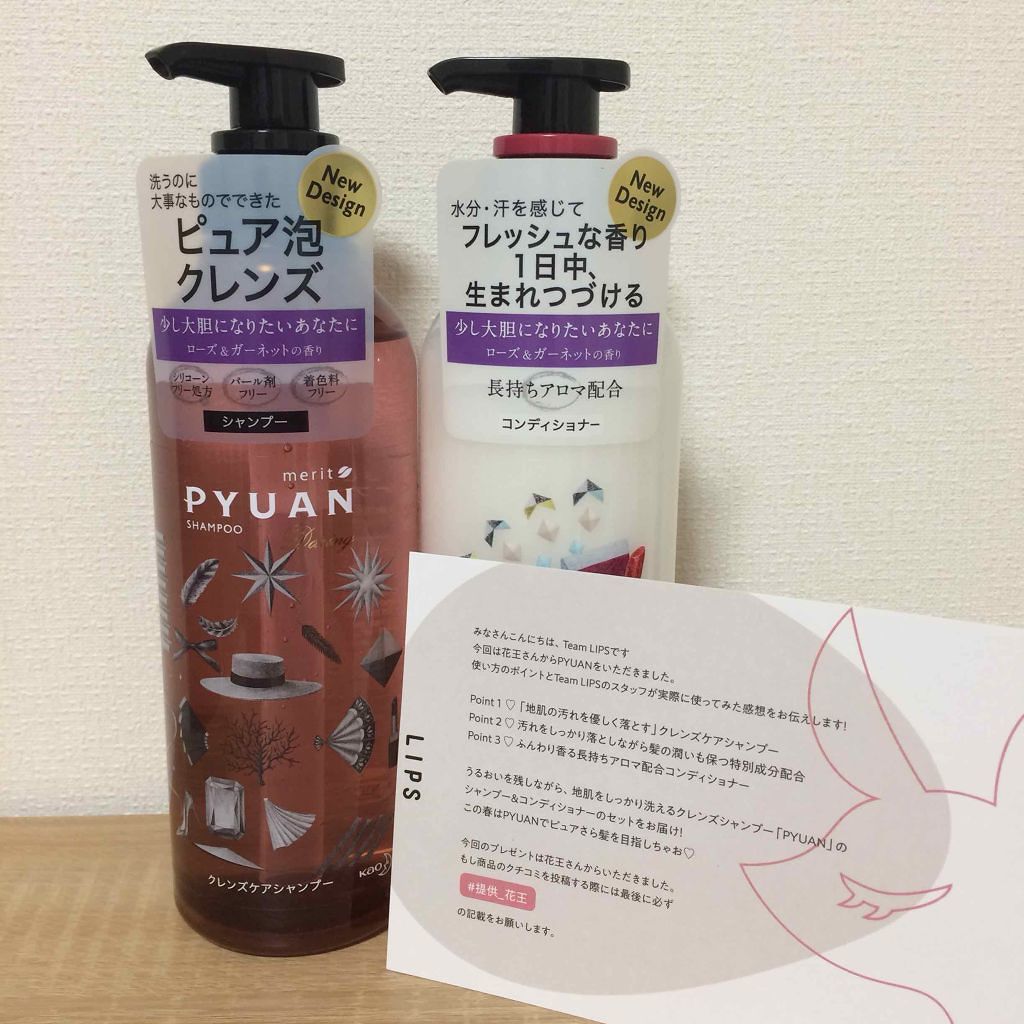 洗うのに
大事なものでできた
ピュア泡
クレンズ
New
Design
少し大胆になりたいあなたに
ローズ&ガーネットの香り
シリコーン
フリー処方
パール剤
フリー
着色料
フリー
シャンプー
merit
PYUAN
SHAMPOO
Daring
クレンズケアシャンプー
Kao
水分・汗を感じて
フレッシュな香り
1日中、
生まれつづける
New
Design
少し大胆になりたいあなたに
ローズ&ガーネットの香り
長持ちアロマ配合
コンディショナー
LIPS
みなさんこんにちは、Team LIPSです
今回は花王さんからPYUANをいただきました。
使い方のポイントとTeam LIPSのスタッフが実際に使ってみた感想をお伝えします!
Point 1 ♡ 「地肌の汚れを優しく落とす」クレンズケアシャンプー
Point 2 ♡ 汚れをしっかり落としながら髪の潤いも保つ特別成分配合
Point 3 ♡ ふんわり香る長持ちアロマ配合コンディショナー
うるおいを残しながら、地肌をしっかり洗えるクレンズシャンプー「PYUAN」の
シャンプー&コンディショナーのセットをお届け!
この春はPYUANでピュアさら髪を目指しちゃお♡
今回のプレゼントは花王さんからいただきました。
もし商品のクチコミを投稿する際には最後に必ず
#提供_花王
の記載をお願いします。